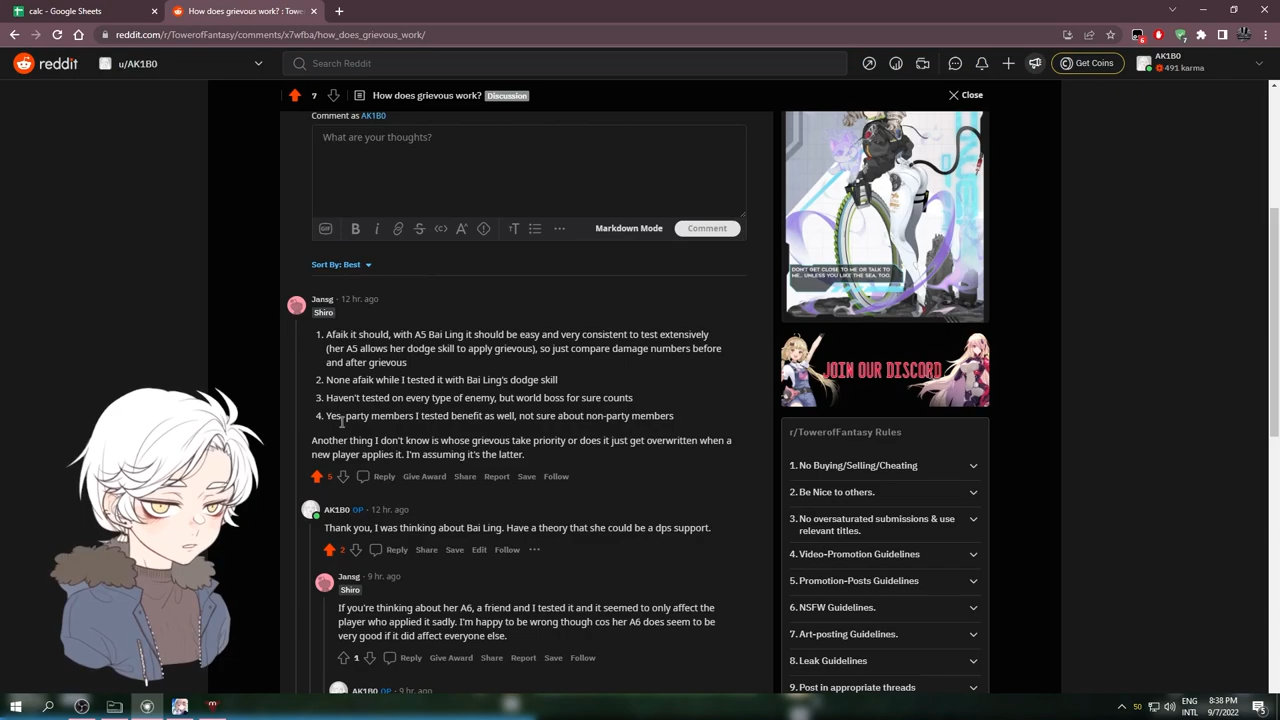 calc - Google Sheets
How does grievous work? : Towe
reddit.com/r/TowerofFantasy/comments/x7wfba/how_does_grievous_work/
reddit
u/AK1B0
Search Reddit
Get Coins
AK1B0
491 karma
7
How does grievous work?
Discussion
Close
Comment as AK1B0
What are your thoughts?
Markdown Mode
Comment
Sort By: Best
Jansg · 12 hr. ago
Shiro
1. Afaik it should, with A5 Bai Ling it should be easy and very consistent to test extensively
(her A5 allows her dodge skill to apply grievous), so just compare damage numbers before
and after grievous
2. None afaik while I tested it with Bai Ling's dodge skill
3. Haven't tested on every type of enemy, but world boss for sure counts
4. Yes party members I tested benefit as well, not sure about non-party members
Another thing I don't know is whose grievous take priority or does it just get overwritten when a
new player applies it. I'm assuming it's the latter.
5 Reply Give Award Share Report Save Follow
AK1B0 OP · 12 hr. ago
Thank you, I was thinking about Bai Ling. Have a theory that she could be a dps support.
2 Reply Share Save Edit Follow
Jansg · 9 hr. ago
Shiro
If you're thinking about her A6, a friend and I tested it and it seemed to only affect the
player who applied it sadly. I'm happy to be wrong though cos her A6 does seem to be
very good if it did affect everyone else.
1 Reply Give Award Share Report Save Follow
AK1B0 OP · 9 hr. ago
DON'T GET CLOSE TO ME OR TALK TO
ME... UNLESS YOU LIKE THE SEA, TOO.
JOIN OUR DISCORD
r/TowerofFantasy Rules
1. No Buying/Selling/Cheating
2. Be Nice to others.
3. No oversaturated submissions & use
relevant titles.
4. Video-Promotion Guidelines
5. Promotion-Posts Guidelines
6. NSFW Guidelines.
7. Art-posting Guidelines.
8. Leak Guidelines
9. Post in appropriate threads
50
ENG
INTL
8:38 PM
9/7/2022